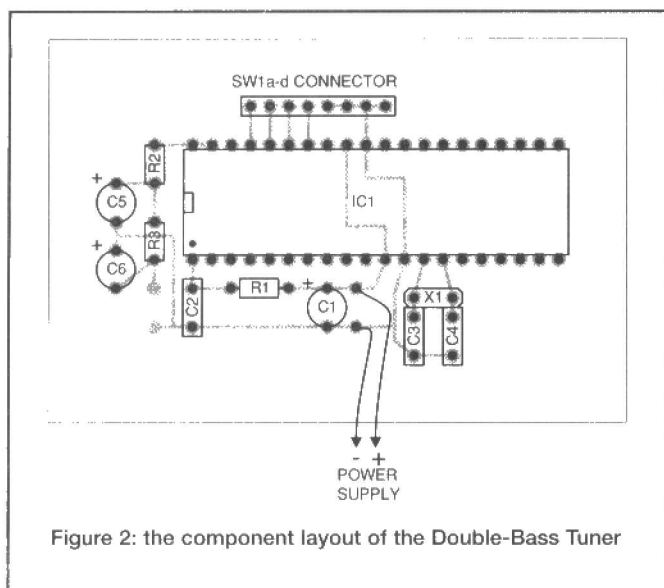 SW1a-d CONNECTOR
R2
+
C5
IC1
R3
+
C6
C2
R1
+
C1
X1
C3
C4
- +
POWER
SUPPLY
Figure 2: the component layout of the Double-Bass Tuner